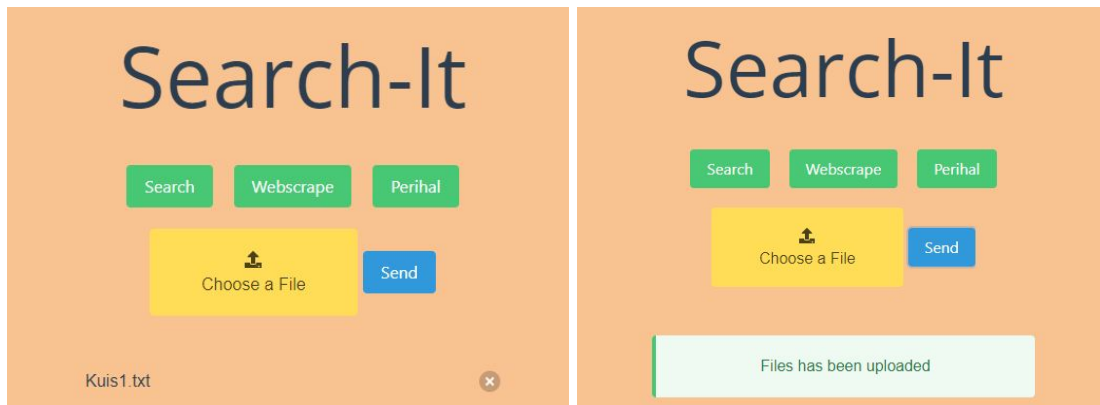 Search-It
Search Webscrape Perihal
Choose a File
Send
Kuis1.txt
Search-It
Search Webscrape Perihal
Choose a File
Send
Files has been uploaded